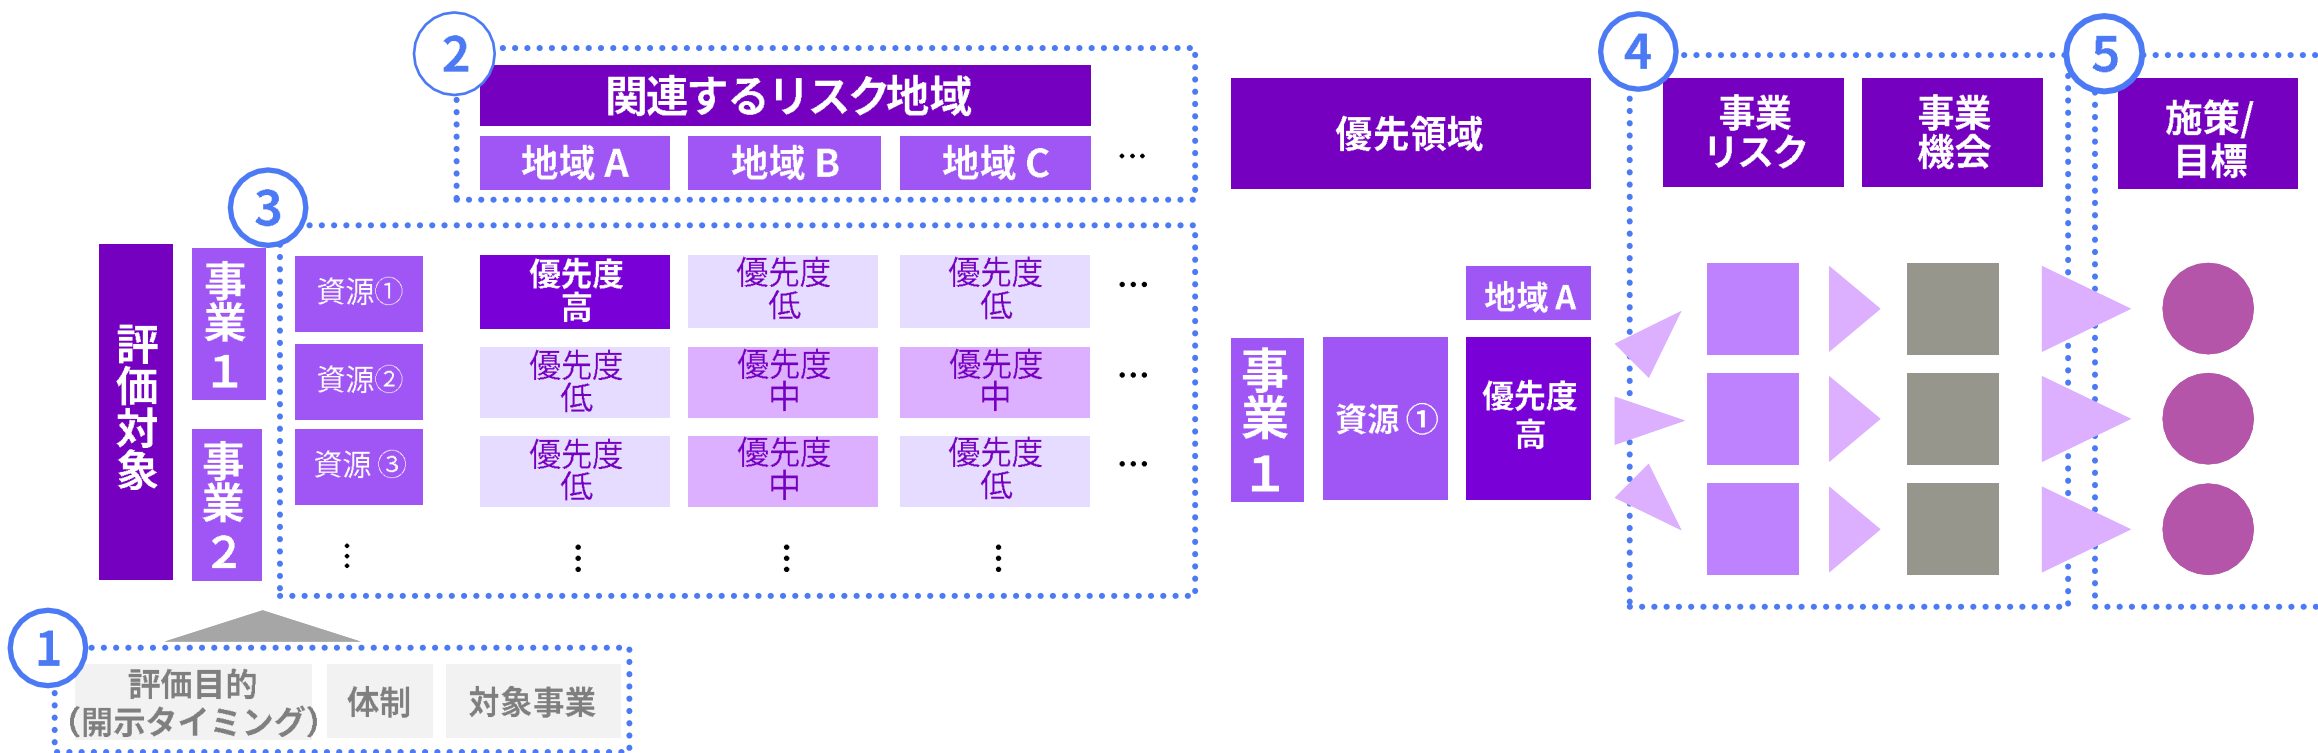 ②
関連するリスク地域
地域 A
地域 B
地域 C
…
③
評価対象
事業1
事業2
資源①
優先度
高
優先度
低
優先度
低
…
資源②
優先度
低
優先度
中
優先度
中
…
資源 ③
優先度
低
優先度
中
優先度
低
…
⋮
⋮
⋮
⋮
①
評価目的
（開示タイミング）
体制
対象事業
優先領域
事業1
資源 ①
地域 A
優先度
高
④
事業
リスク
事業
機会
⑤
施策/
目標